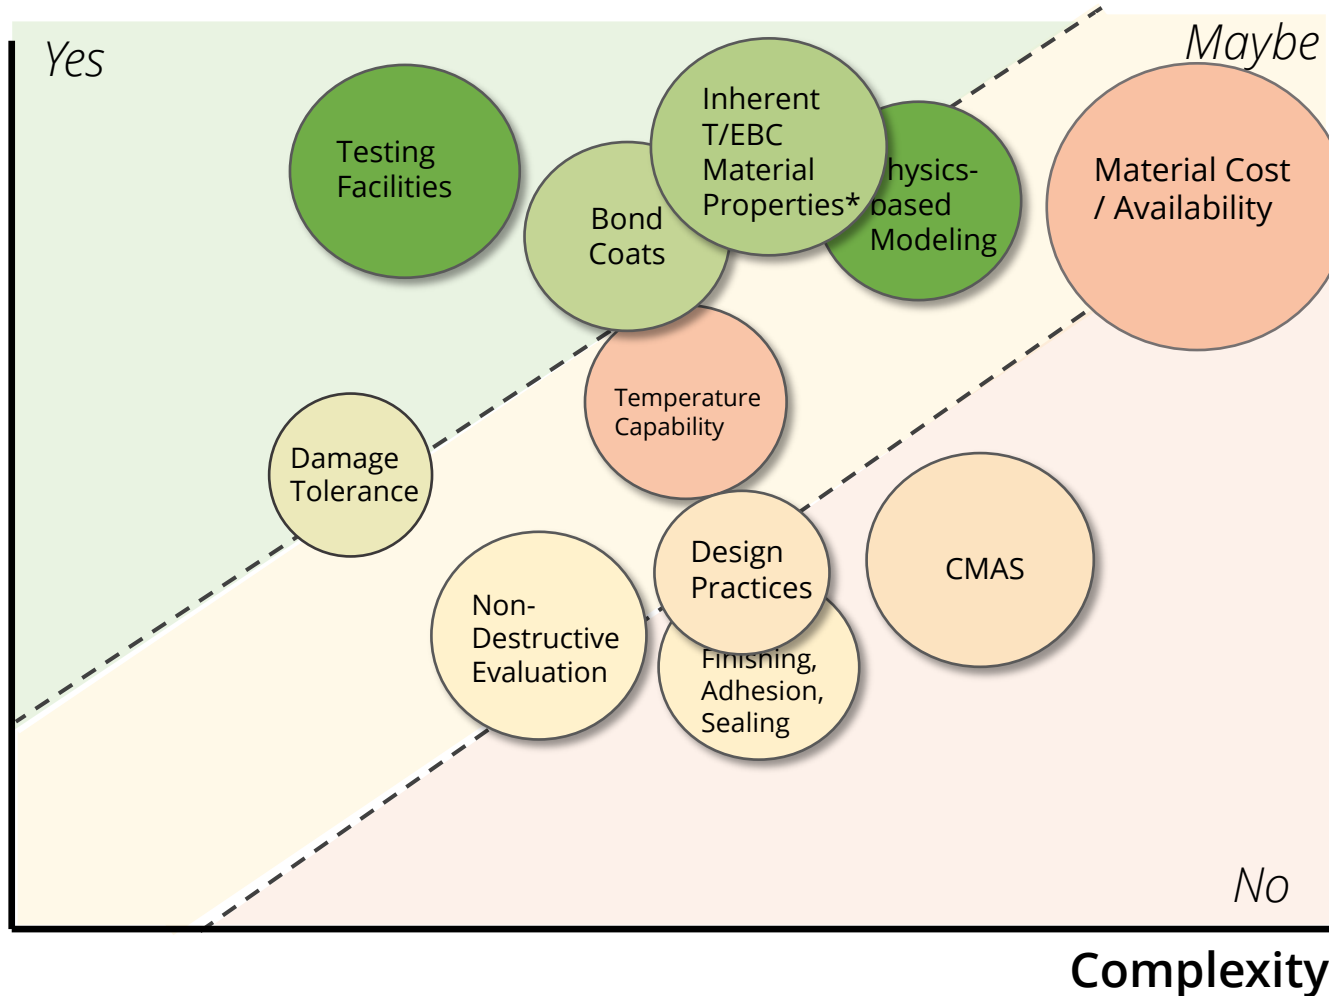 Yes
Maybe
Testing
Facilities
Inherent
T/EBC
Material
Properties*
Bond
Coats
hysics-
based
Modeling
Material Cost
/ Availability
Temperature
Capability
Damage
Tolerance
Non-
Destructive
Evaluation
Design
Practices
Finishing,
Adhesion,
Sealing
CMAS
No
Complexity